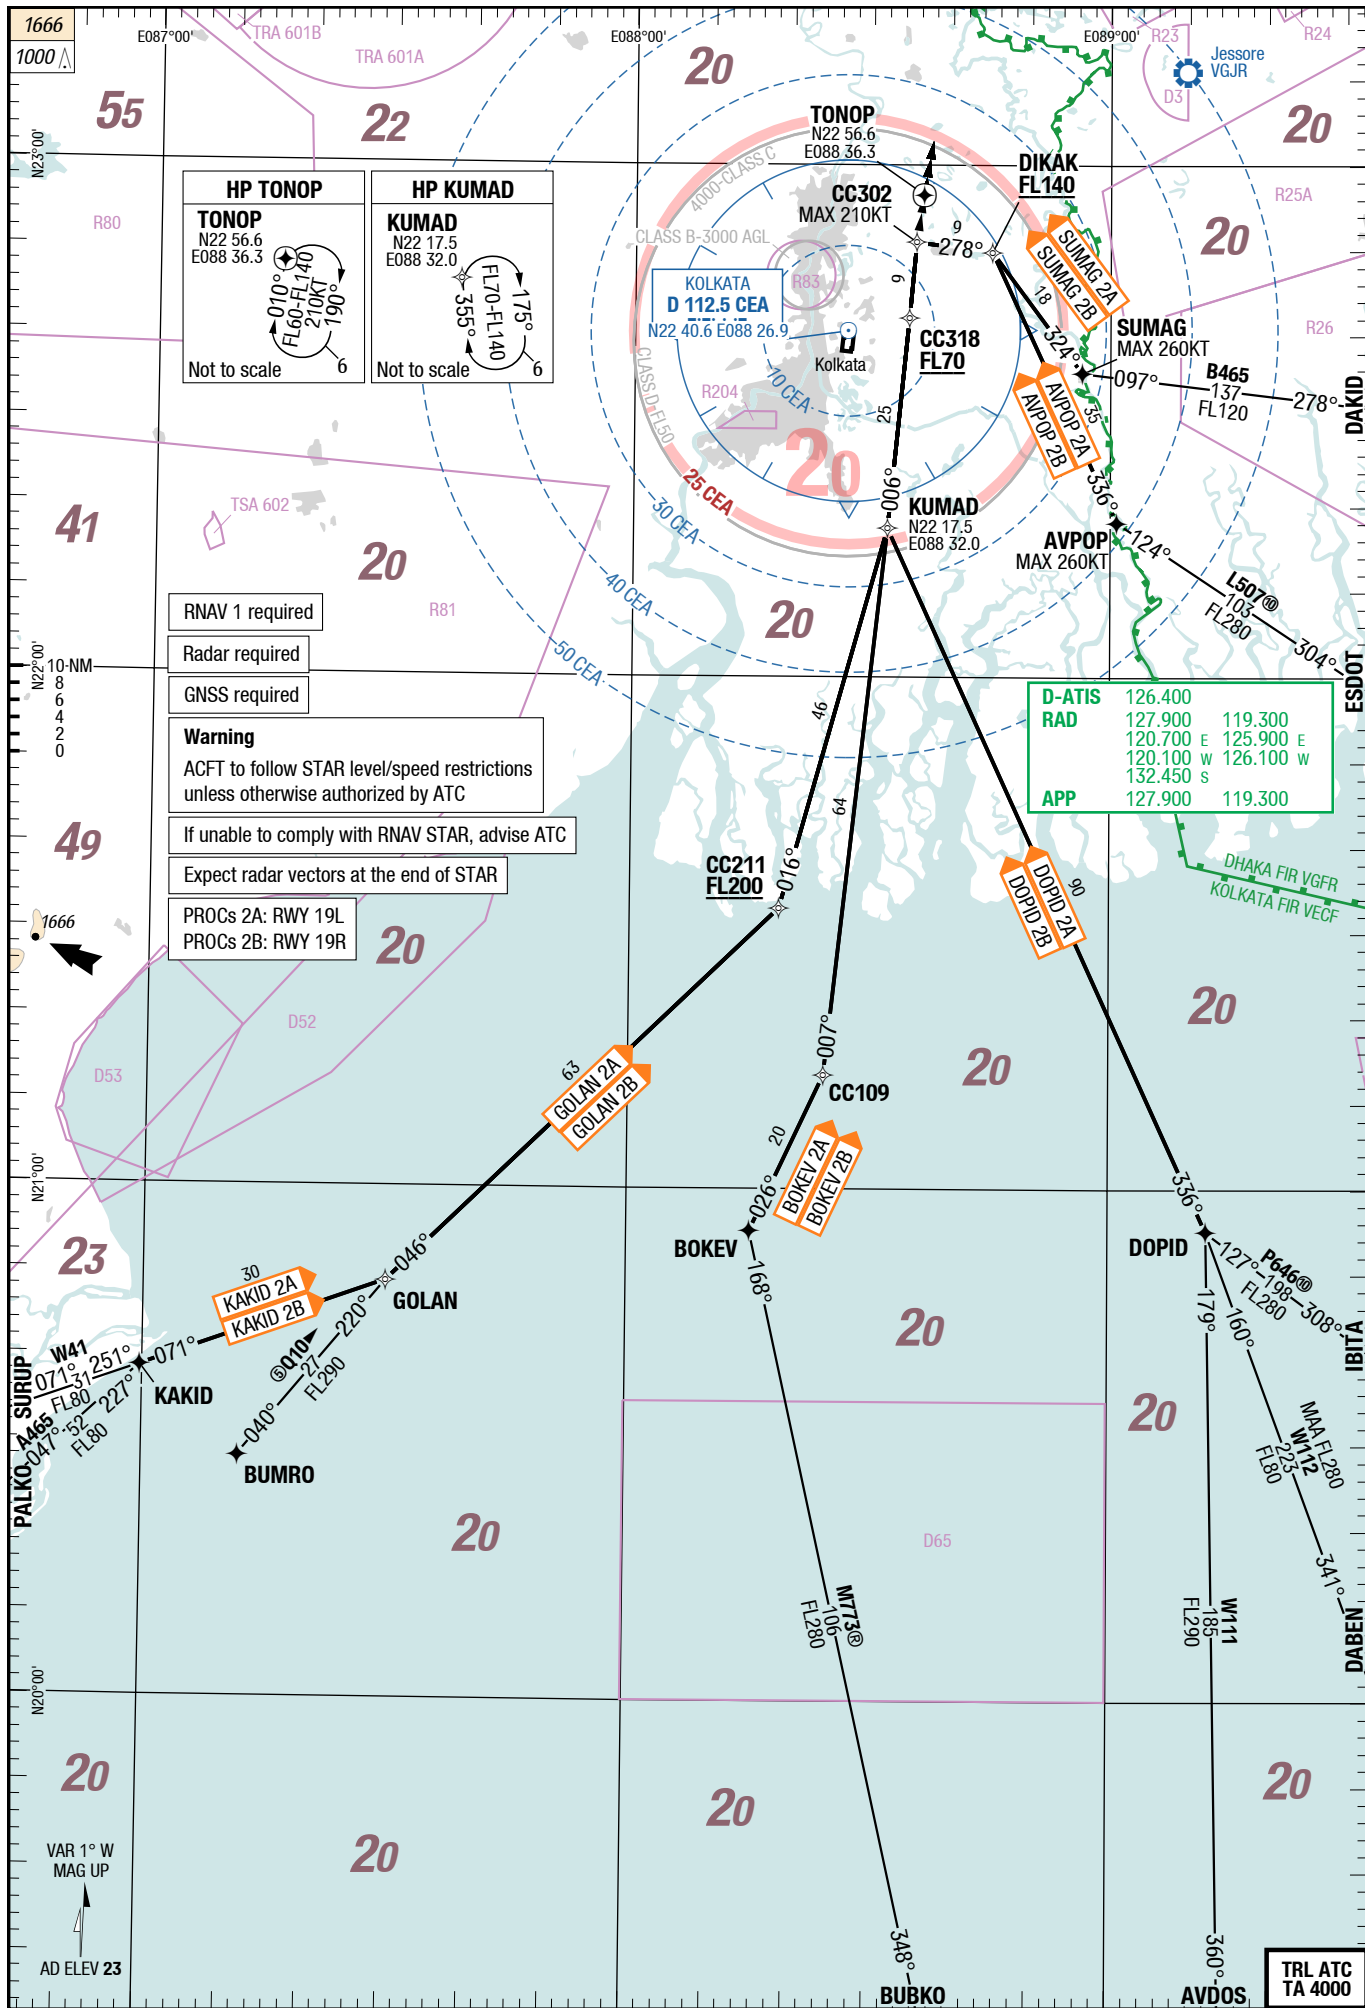 1666
1000
E087°00'
E088°00'
E089°00'
TRA 601B
TRA 601A
R23
R24
Jessore
VGJR
D3
55
22
20
20
N23°00'
TONOP
N22 56.6
E088 36.3
DIKAK
FL140
4000-CLASS C
CC302
MAX 210KT
9
278°
R25A
20
HP TONOP
TONOP
N22 56.6
E088 36.3
010°
FL60-FL140
210KT
190°
6
Not to scale
HP KUMAD
KUMAD
N22 17.5
E088 32.0
355°
FL70-FL140
175°
6
Not to scale
R80
CLASS B-3000 AGL
R83
KOLKATA
D 112.5 CEA
N22 40.6 E088 26.9
Kolkata
10 CEA
9
CC318
FL70
SUMAG 2A
SUMAG 2B
18
324°
SUMAG
MAX 260KT
R26
097°
B465
137
FL120
278°
DAKID
CLASS D-FL50
R204
25
AVPOP 2A
AVPOP 2B
35
336°
20
25 CEA
30 CEA
40 CEA
50 CEA
006°
KUMAD
N22 17.5
E088 32.0
AVPOP
MAX 260KT
124°
L507⑩
103
FL280
304°
ESDOT
41
TSA 602
20
R81
20
N22°00'
10 NM
8
6
4
2
0
RNAV 1 required
Radar required
GNSS required
Warning
ACFT to follow STAR level/speed restrictions
unless otherwise authorized by ATC
If unable to comply with RNAV STAR, advise ATC
Expect radar vectors at the end of STAR
PROCs 2A: RWY 19L
PROCs 2B: RWY 19R
D-ATIS 126.400
RAD 127.900 119.300
120.700 E 125.900 E
120.100 W 126.100 W
132.450 S
APP 127.900 119.300
DHAKA FIR VGFR
KOLKATA FIR VECF
46
64
49
CC211
FL200
016°
DOPID 2A
DOPID 2B
90
1666
20
20
D52
D53
20
63
GOLAN 2A
GOLAN 2B
007°
CC109
20
BOKEV 2A
BOKEV 2B
026°
BOKEV
N21°00'
23
046°
GOLAN
30
KAKID 2A
KAKID 2B
336°
DOPID
127°
P646⑩
198
FL280
308°
IBITA
168°
179°
160°
20
220°
⑤Q10
27
FL290
040°
BUMRO
071°
KAKID
W41
071°
31
251°
FL80
SURUP
A465
047°
52
227°
FL80
PALKO
20
MAA FL280
W112
223
FL80
341°
DABEN
20
D65
M773Ⓡ
106
FL280
W111
185
FL290
N20°00'
20
20
20
20
VAR 1° W
MAG UP
AD ELEV 23
348°
BUBKO
360°
AVDOS
TRL ATC
TA 4000